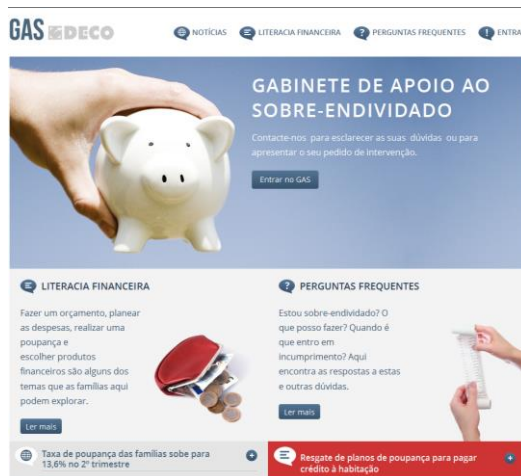 GAS DECO
NOTÍCIAS
LITERACIA FINANCEIRA
PERGUNTAS FREQUENTES
ENTRA
GABINETE DE APOIO AO
SOBRE-ENDIVIDADO
Contacte-nos para esclarecer as suas dúvidas ou para
apresentar o seu pedido de intervenção.
Entrar no GAS
LITERACIA FINANCEIRA
Fazer um orçamento, planear
as despesas, realizar uma
poupança e
escolher produtos
financeiros são alguns dos
temas que as famílias aqui
podem explorar.
Ler mais
PERGUNTAS FREQUENTES
Estou sobre-endividado? O
que posso fazer? Quando é
que entro em
incumprimento? Aqui
encontra as respostas a estas
e outras dúvidas.
Ler mais
Taxa de poupança das famílias sobe para
13,6% no 2º trimestre
Resgate de planos de poupança para pagar
crédito à habitação